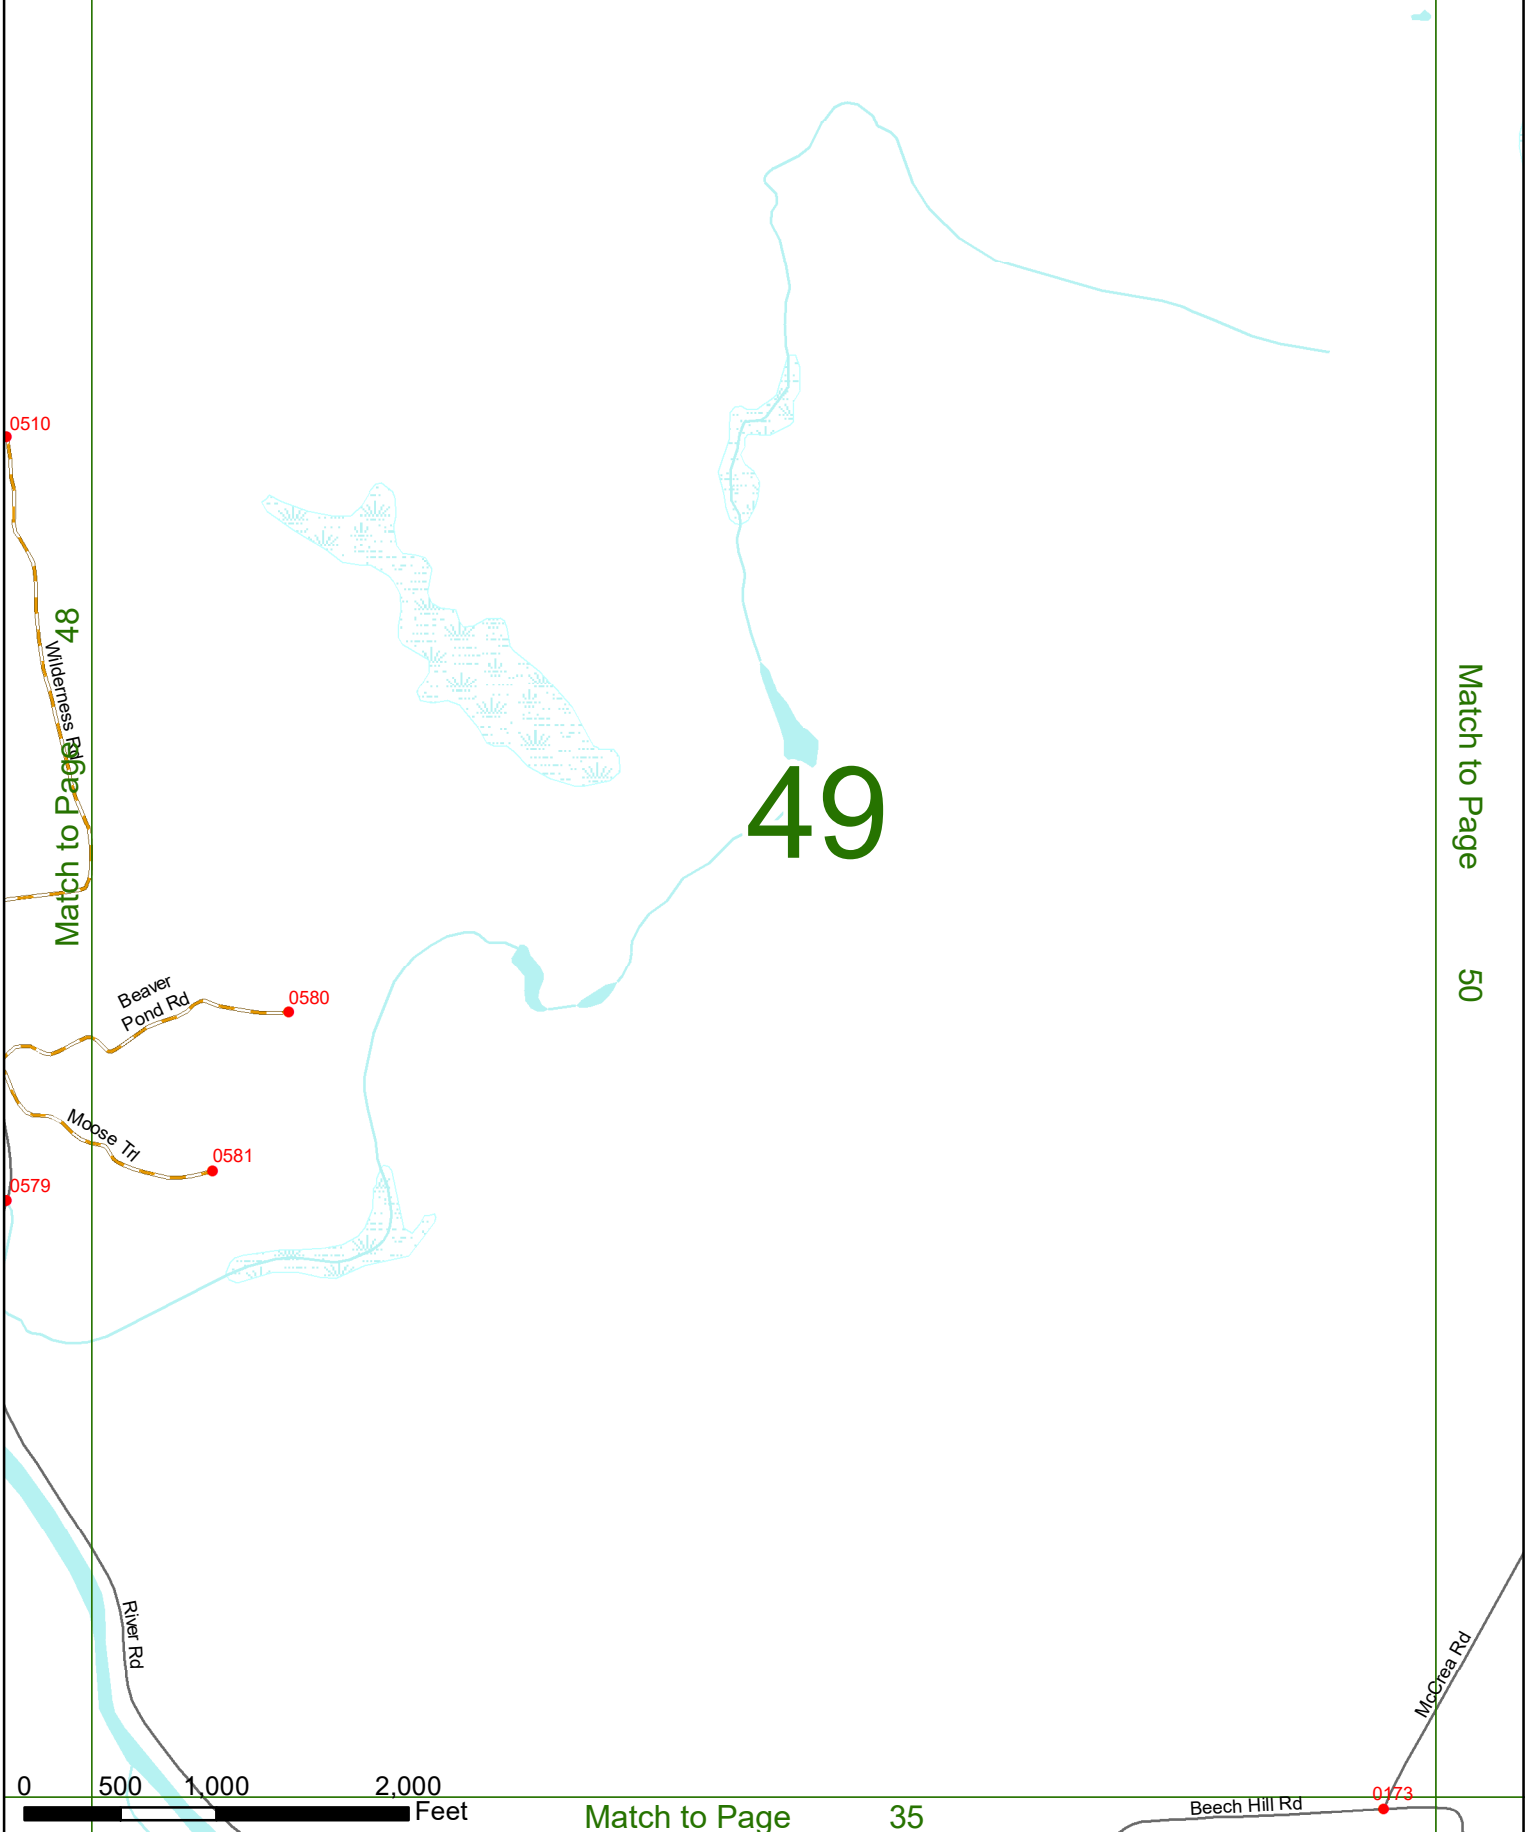 0510
Wilderness Rd
Match to Page 48
Match to Page 50
49
Beaver
Pond Rd
0580
Moose Trl
0581
0579
River Rd
McCrea Rd
0 500 1,000 2,000
Feet
Match to Page 35
Beech Hill Rd
0173